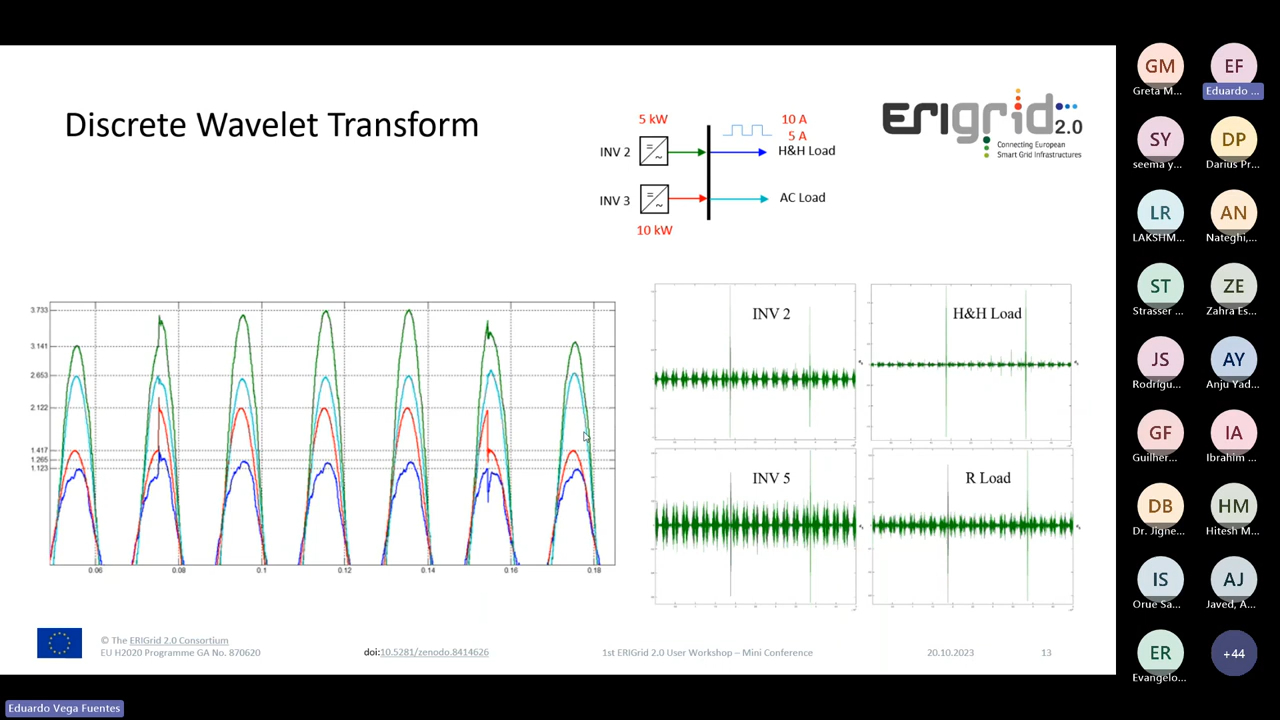 Discrete Wavelet Transform
5 kW
10 A
5 A
INV 2
H&H Load
INV 3
AC Load
10 kW
ERIgrid 2.0
Connecting European
Smart Grid Infrastructures
3.733
3.141
2.653
2.122
1.417
1.265
1.123
0.06
0.08
0.1
0.12
0.14
0.16
0.18
INV 2
H&H Load
INV 5
R Load
© The ERIGrid 2.0 Consortium
EU H2020 Programme GA No. 870620
doi:10.5281/zenodo.8414626
1st ERIGrid 2.0 User Workshop – Mini Conference
20.10.2023
13
GM
Greta M...
EF
Eduardo ...
SY
seema y...
DP
Darius Pr...
LR
LAKSHM...
AN
Nateghi,...
ST
Strasser ...
ZE
Zahra Es...
JS
Rodrígu...
AY
Anju Yad...
GF
Guilher...
IA
Ibrahim ...
DB
Dr. Jigne...
HM
Hitesh M...
IS
Orue Sa...
AJ
Javed, A...
ER
Evangelo...
+44
Eduardo Vega Fuentes